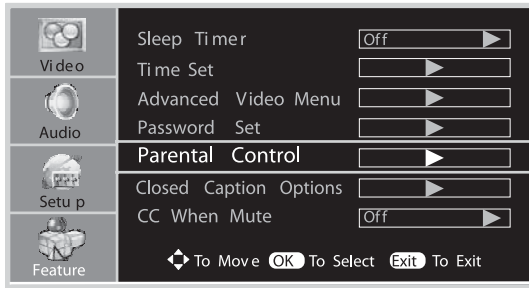 Video
Audio
Setup
Feature
Sleep Timer Off
Time Set
Advanced Video Menu
Password Set
Parental Control
Closed Caption Options
CC When Mute Off
To Move OK To Select Exit To Exit